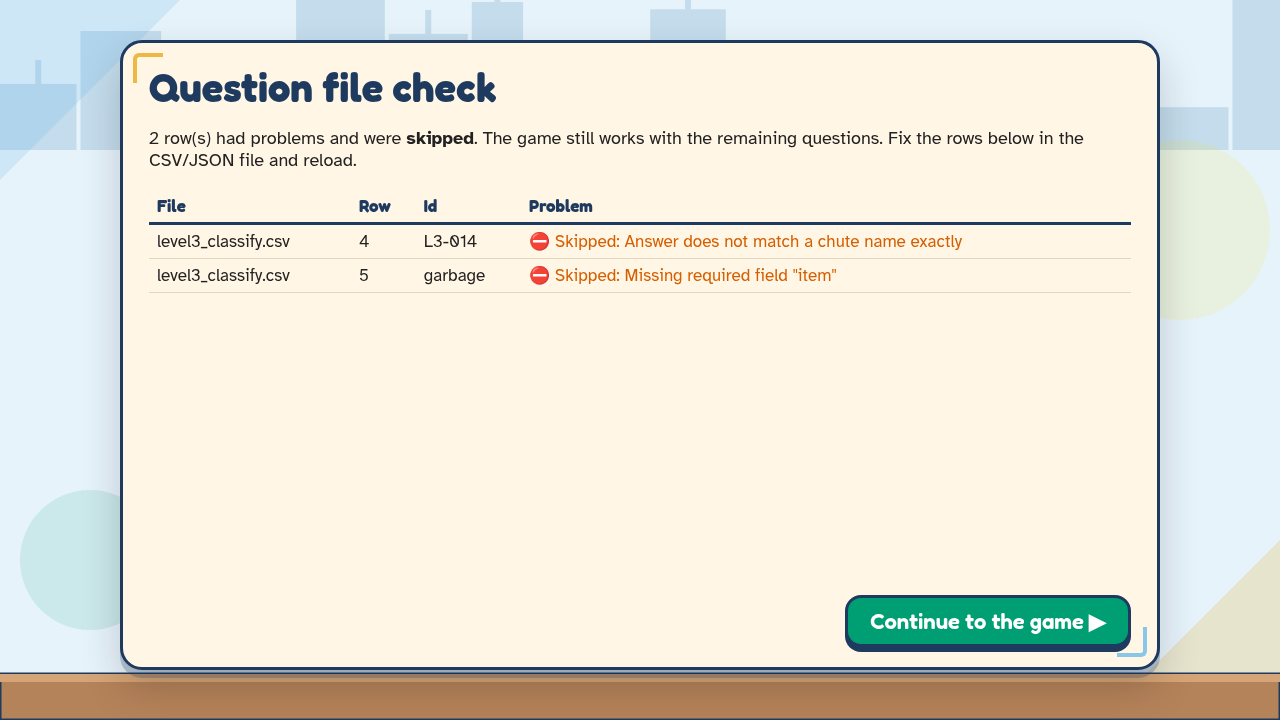 Question file check
2 row(s) had problems and were skipped. The game still works with the remaining questions. Fix the rows below in the
CSV/JSON file and reload.
File Row Id Problem
level3_classify.csv 4 L3-014 ⛔ Skipped: Answer does not match a chute name exactly
level3_classify.csv 5 garbage ⛔ Skipped: Missing required field "item"
Continue to the game ▶